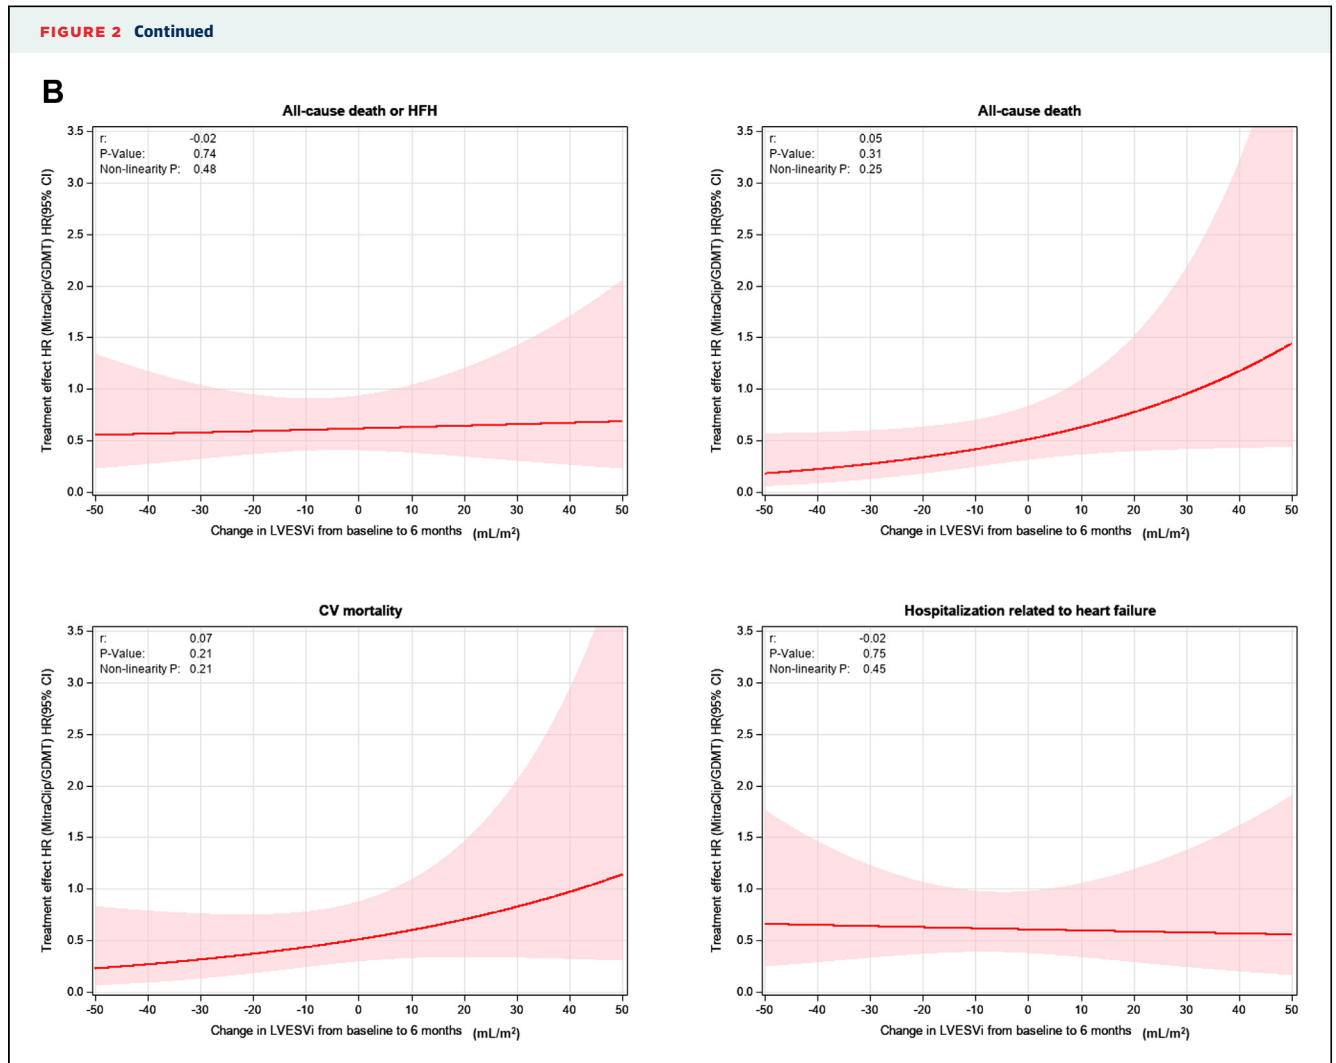 FIGURE 2 Continued
B
All-cause death or HFH
r: -0.02
P-Value: 0.74
Non-linearity P: 0.48
Treatment effect HR (MitraClip/GDMT) HR(95% CI)
3.5
3.0
2.5
2.0
1.5
1.0
0.5
0.0
-50 -40 -30 -20 -10 0 10 20 30 40 50
Change in LVESVi from baseline to 6 months (mL/m²)
All-cause death
r: 0.05
P-Value: 0.31
Non-linearity P: 0.25
Treatment effect HR (MitraClip/GDMT) HR(95% CI)
3.5
3.0
2.5
2.0
1.5
1.0
0.5
0.0
-50 -40 -30 -20 -10 0 10 20 30 40 50
Change in LVESVi from baseline to 6 months (mL/m²)
CV mortality
r: 0.07
P-Value: 0.21
Non-linearity P: 0.21
Treatment effect HR (MitraClip/GDMT) HR(95% CI)
3.5
3.0
2.5
2.0
1.5
1.0
0.5
0.0
-50 -40 -30 -20 -10 0 10 20 30 40 50
Change in LVESVi from baseline to 6 months (mL/m²)
Hospitalization related to heart failure
r: -0.02
P-Value: 0.75
Non-linearity P: 0.45
Treatment effect HR (MitraClip/GDMT) HR(95% CI)
3.5
3.0
2.5
2.0
1.5
1.0
0.5
0.0
-50 -40 -30 -20 -10 0 10 20 30 40 50
Change in LVESVi from baseline to 6 months (mL/m²)